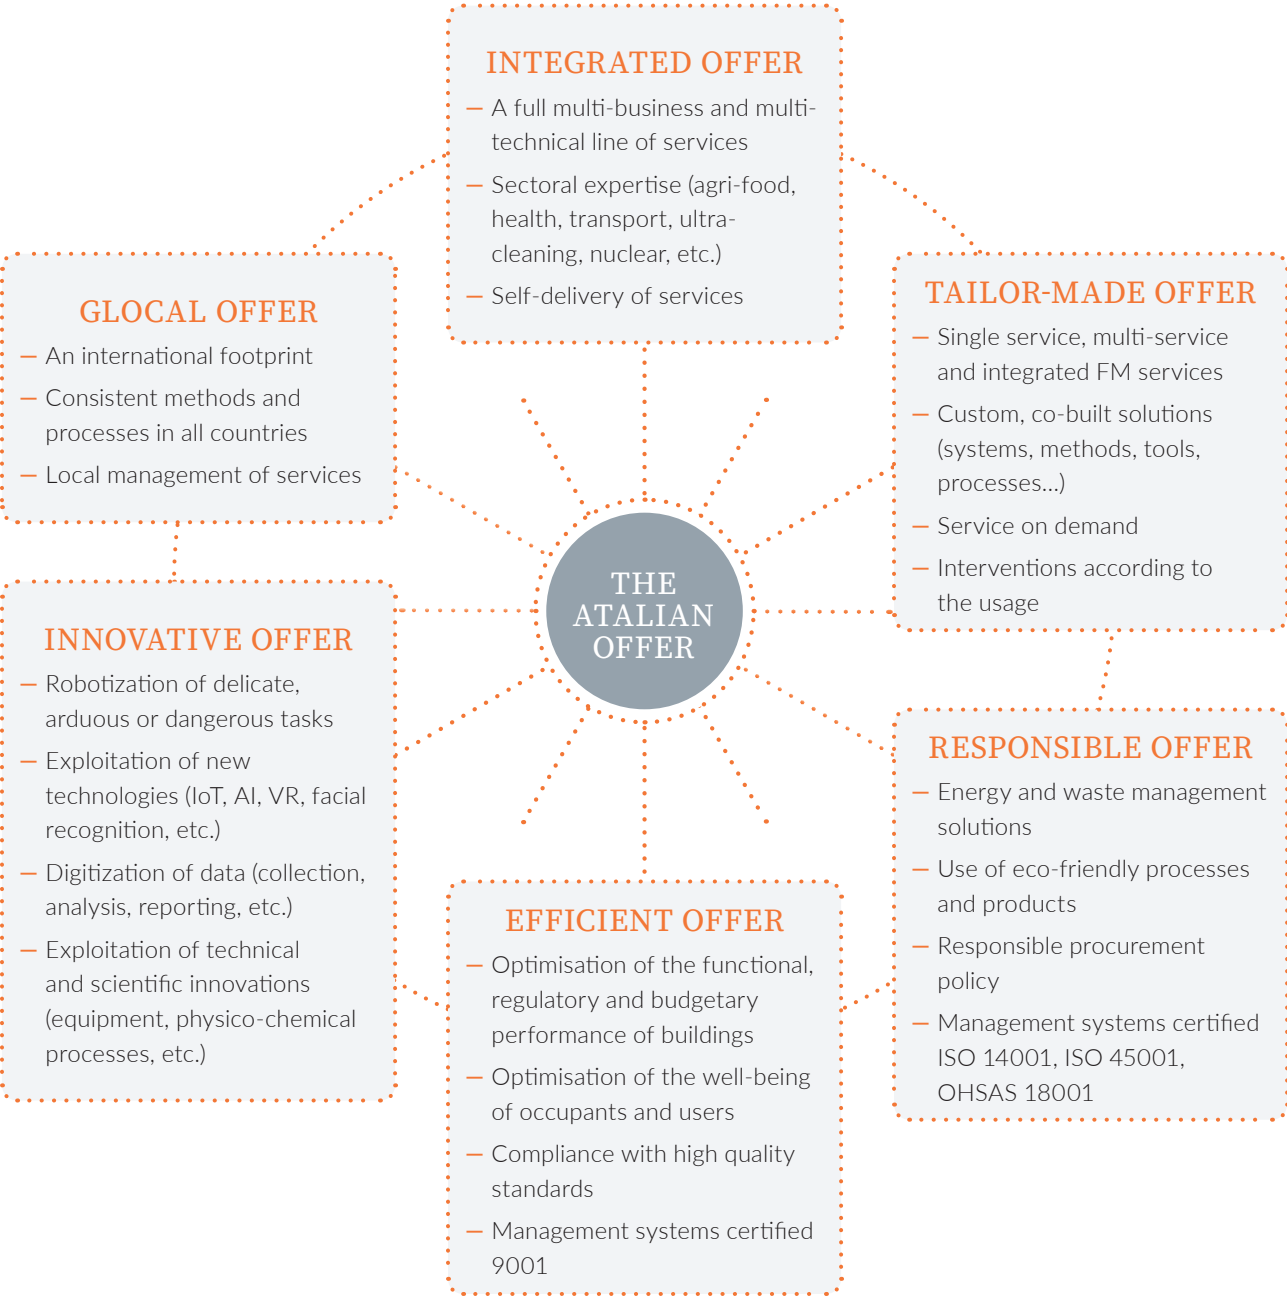 INTEGRATED OFFER
— A full multi-business and multi-
technical line of services
— Sectoral expertise (agri-food,
health, transport, ultra-
cleaning, nuclear, etc.)
— Self-delivery of services
GLOCAL OFFER
— An international footprint
— Consistent methods and
processes in all countries
— Local management of services
TAILOR-MADE OFFER
— Single service, multi-service
and integrated FM services
— Custom, co-built solutions
(systems, methods, tools,
processes...)
— Service on demand
— Interventions according to
the usage
THE
ATALIAN
OFFER
INNOVATIVE OFFER
— Robotization of delicate,
arduous or dangerous tasks
— Exploitation of new
technologies (IoT, AI, VR, facial
recognition, etc.)
— Digitization of data (collection,
analysis, reporting, etc.)
— Exploitation of technical
and scientific innovations
(equipment, physico-chemical
processes, etc.)
RESPONSIBLE OFFER
— Energy and waste management
solutions
— Use of eco-friendly processes
and products
— Responsible procurement
policy
— Management systems certified
ISO 14001, ISO 45001,
OHSAS 18001
EFFICIENT OFFER
— Optimisation of the functional,
regulatory and budgetary
performance of buildings
— Optimisation of the well-being
of occupants and users
— Compliance with high quality
standards
— Management systems certified
9001